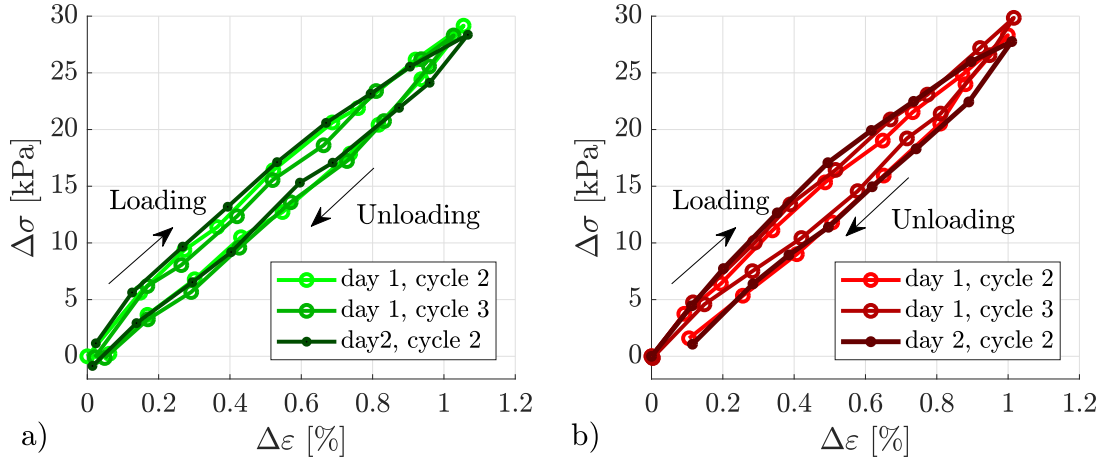 30
25
20
15
10
5
0
Δσ [kPa]
Loading
Unloading
day 1, cycle 2
day 1, cycle 3
day2, cycle 2
0 0.2 0.4 0.6 0.8 1 1.2
a)
Δε [%]
30
25
20
15
10
5
0
Δσ [kPa]
Loading
Unloading
day 1, cycle 2
day 1, cycle 3
day 2, cycle 2
0 0.2 0.4 0.6 0.8 1 1.2
b)
Δε [%]